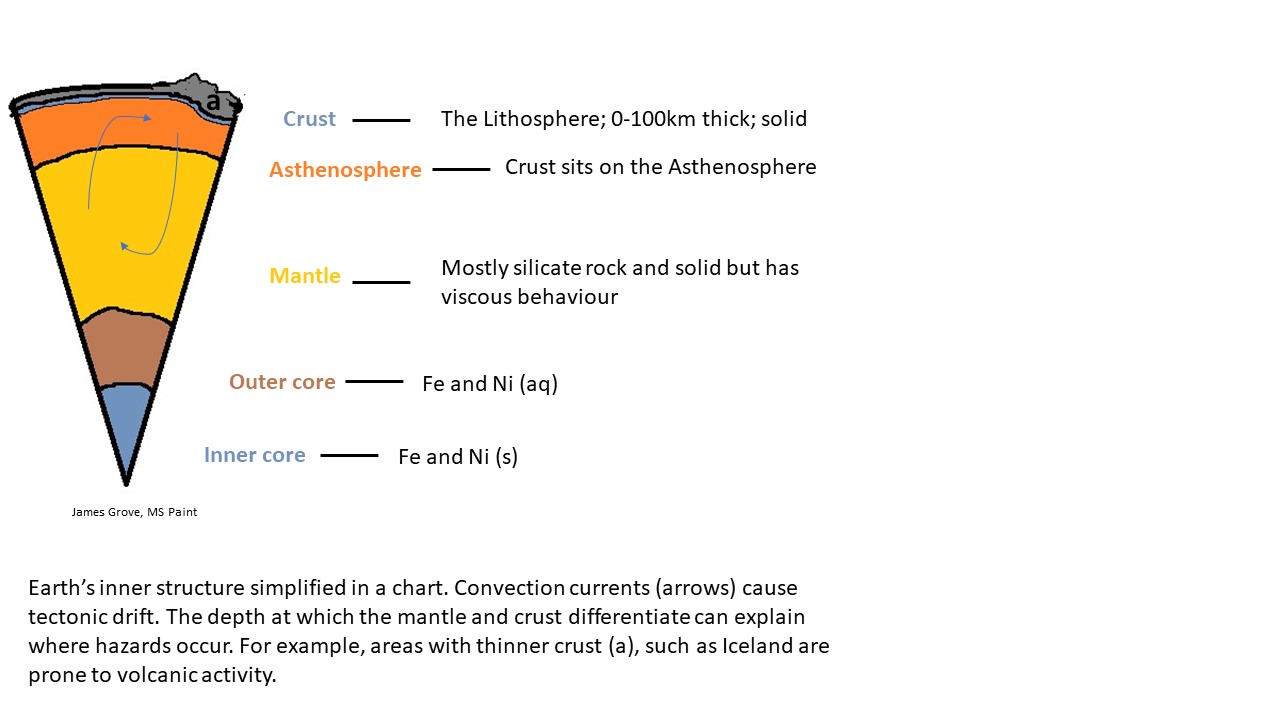 a
Crust
The Lithosphere; 0-100km thick; solid
Asthenosphere
Crust sits on the Asthenosphere
Mantle
Mostly silicate rock and solid but has
viscous behaviour
Outer core
Fe and Ni (aq)
Inner core
Fe and Ni (s)
James Grove, MS Paint
Earth’s inner structure simplified in a chart. Convection currents (arrows) cause
tectonic drift. The depth at which the mantle and crust differentiate can explain
where hazards occur. For example, areas with thinner crust (a), such as Iceland are
prone to volcanic activity.